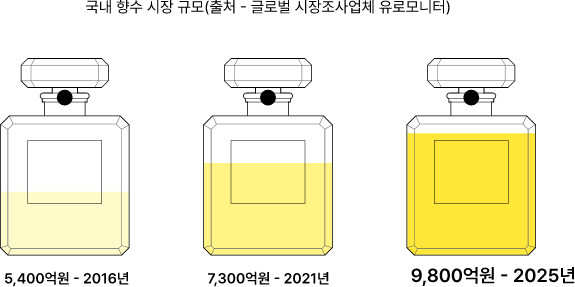 국내 향수 시장 규모(출처 - 글로벌 시장조사업체 유로모니터)
5,400억원 - 2016년
7,300억원 - 2021년
9,800억원 - 2025년